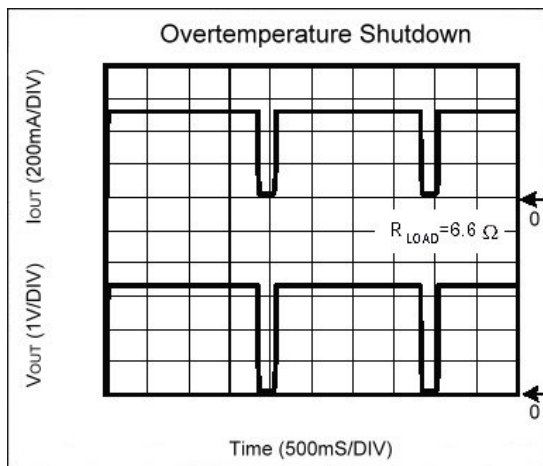 Overtemperature Shutdown
IOUT (200mA/DIV)
0
RLOAD=6.6 Ω
VOUT (1V/DIV)
0
Time (500mS/DIV)